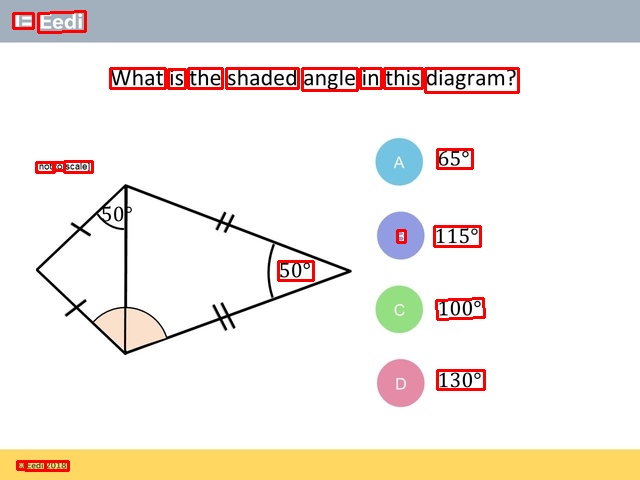 Eedi
What is the shaded angle in this diagram?
A 65°
[not to scale]
50°
B 115°
50°
C 100°
D 130°
© Eedi 2018